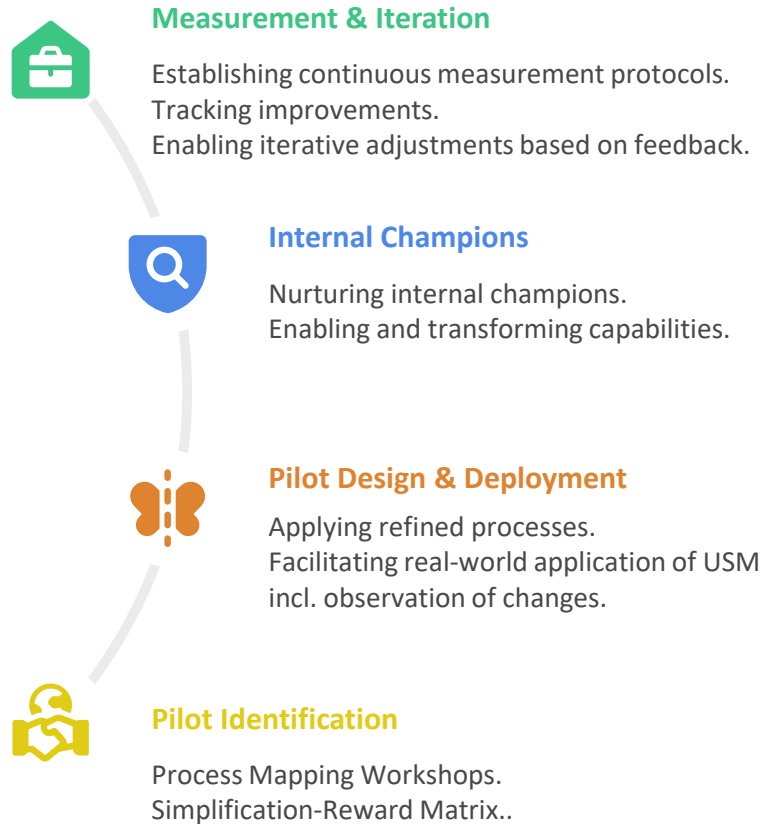 Measurement & Iteration
Establishing continuous measurement protocols.
Tracking improvements.
Enabling iterative adjustments based on feedback.
Internal Champions
Nurturing internal champions.
Enabling and transforming capabilities.
Pilot Design & Deployment
Applying refined processes.
Facilitating real-world application of USM
incl. observation of changes.
Pilot Identification
Process Mapping Workshops.
Simplification-Reward Matrix..